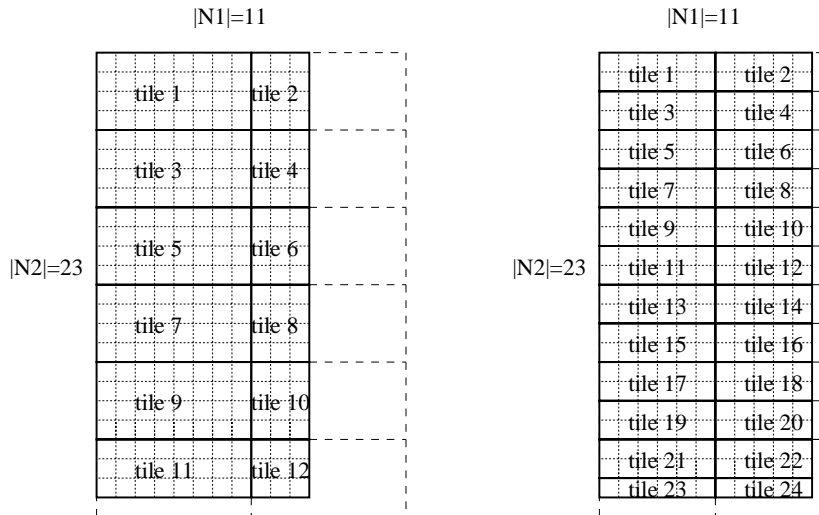 |N1|=11
tile 1 tile 2
tile 3 tile 4
tile 5 tile 6
|N2|=23
tile 7 tile 8
tile 9 tile 10
tile 11 tile 12
|N1|=11
tile 1 tile 2
tile 3 tile 4
tile 5 tile 6
tile 7 tile 8
tile 9 tile 10
|N2|=23
tile 11 tile 12
tile 13 tile 14
tile 15 tile 16
tile 17 tile 18
tile 19 tile 20
tile 21 tile 22
tile 23 tile 24